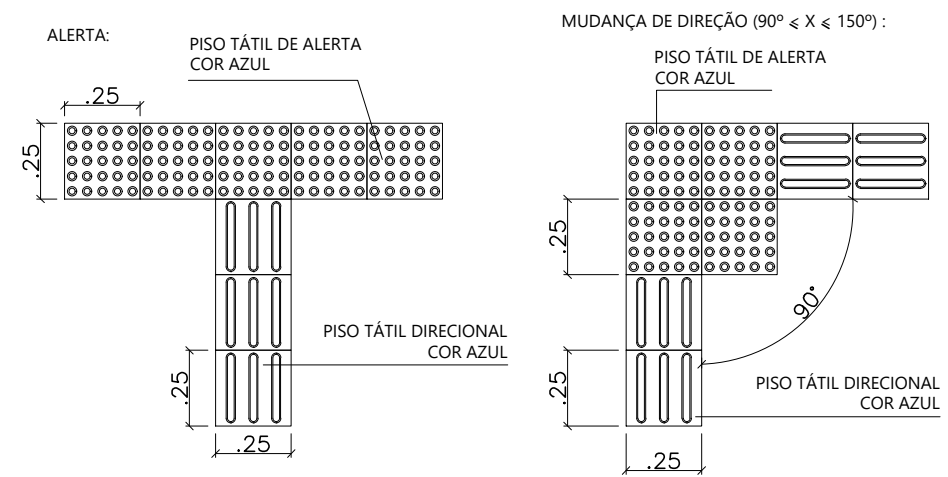 ALERTA:
PISO TÁTIL DE ALERTA
COR AZUL
.25
.25
PISO TÁTIL DIRECIONAL
COR AZUL
.25
.25
MUDANÇA DE DIREÇÃO (90º ⩽ X ⩽ 150º) :
PISO TÁTIL DE ALERTA
COR AZUL
.25
90°
PISO TÁTIL DIRECIONAL
COR AZUL
.25
.25